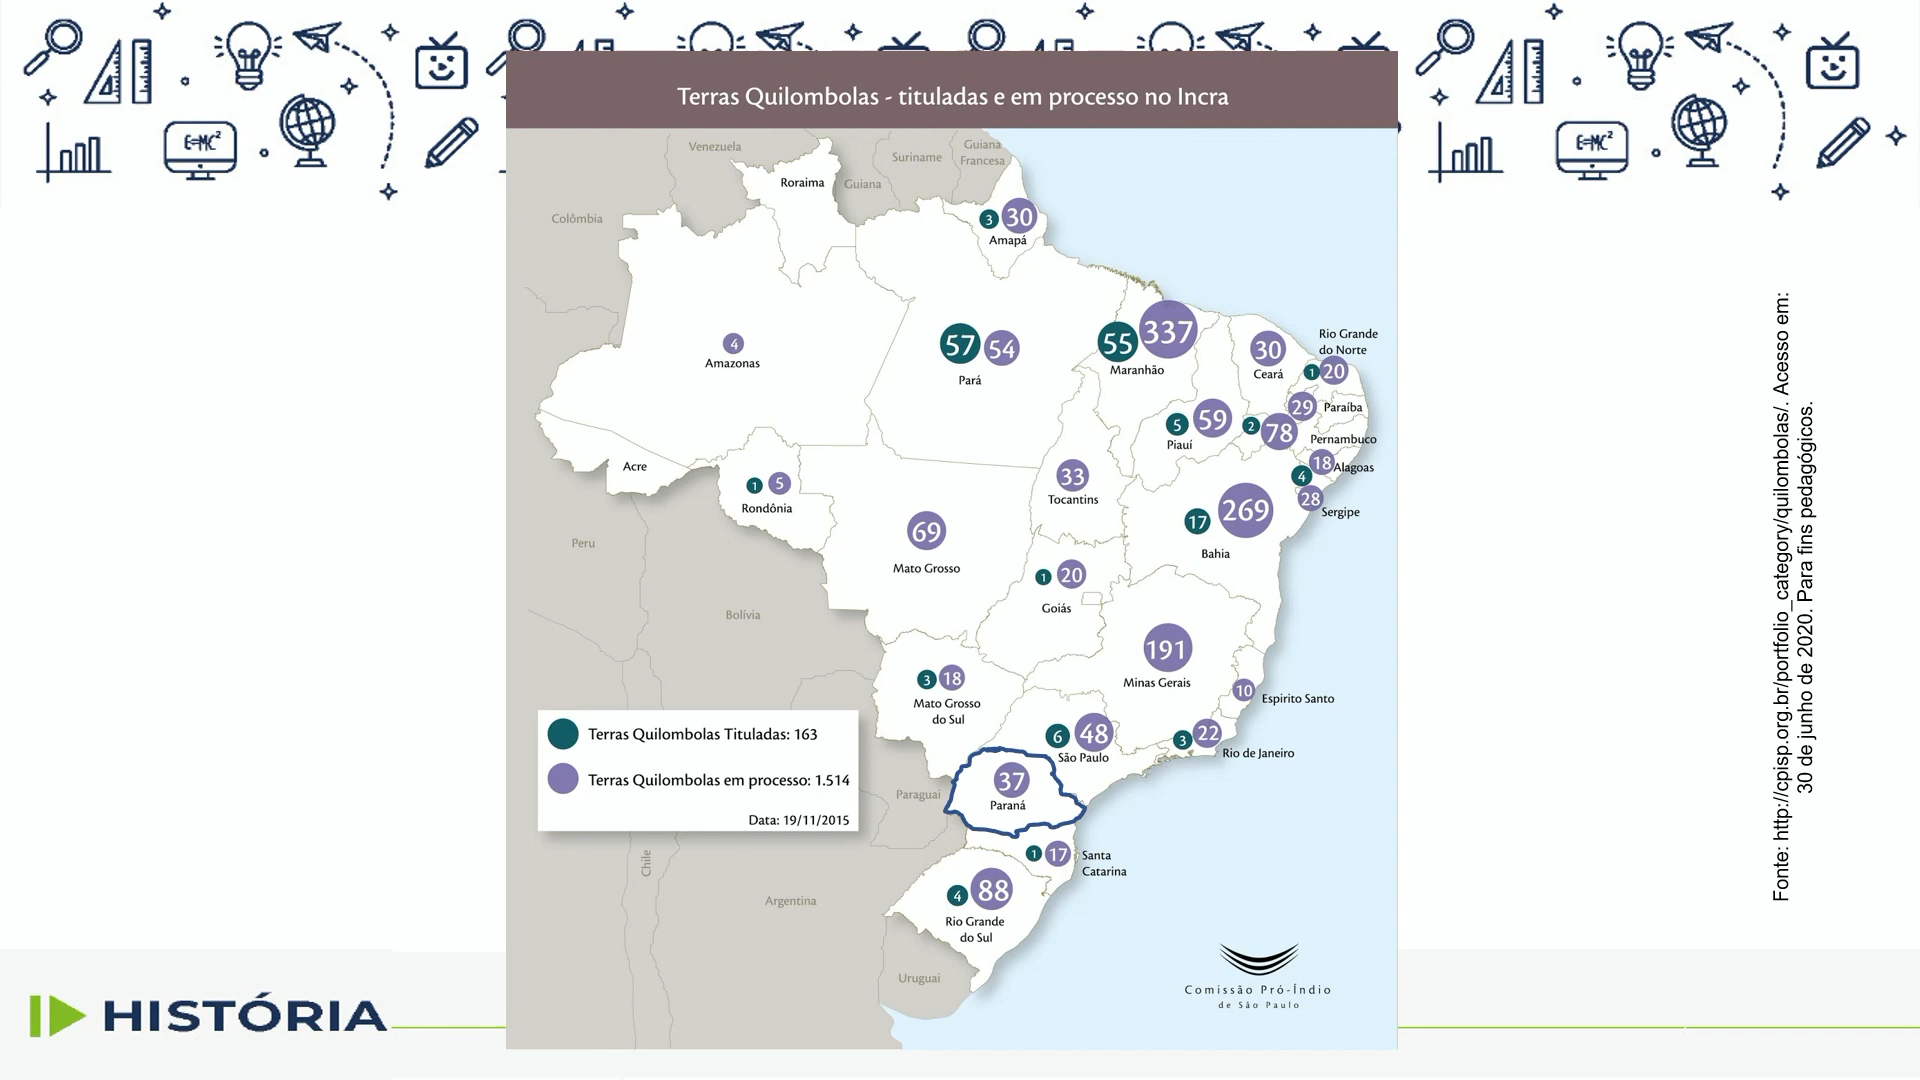 E=MC²
E=MC²
Terras Quilombolas - tituladas e em processo no Incra
Venezuela
Suriname
Guiana
Francesa
Roraima
Guiana
Colômbia
3 30
Amapá
4
Amazonas
57 54
Pará
55 337
Maranhão
30
Ceará
Rio Grande
do Norte
1 20
29 Paraíba
5 59
Piauí
2 78
Pernambuco
18 Alagoas
4
28
Sergipe
Acre
1 5
Rondônia
33
Tocantins
17 269
Bahia
Peru
69
Mato Grosso
1 20
Goiás
Bolívia
191
Minas Gerais
3 18
Mato Grosso
do Sul
10 Espirito Santo
6 48
São Paulo
3 22
Rio de Janeiro
Terras Quilombolas Tituladas: 163
Terras Quilombolas em processo: 1.514
Data: 19/11/2015
Paraguai
37
Paraná
Chile
1 17 Santa
Catarina
Argentina
4 88
Rio Grande
do Sul
Uruguai
Comissão Pró-Índio
de São Paulo
Fonte: http://cpisp.org.br/portfolio_category/quilombolas/. Acesso em:
30 de junho de 2020. Para fins pedagógicos.
HISTÓRIA